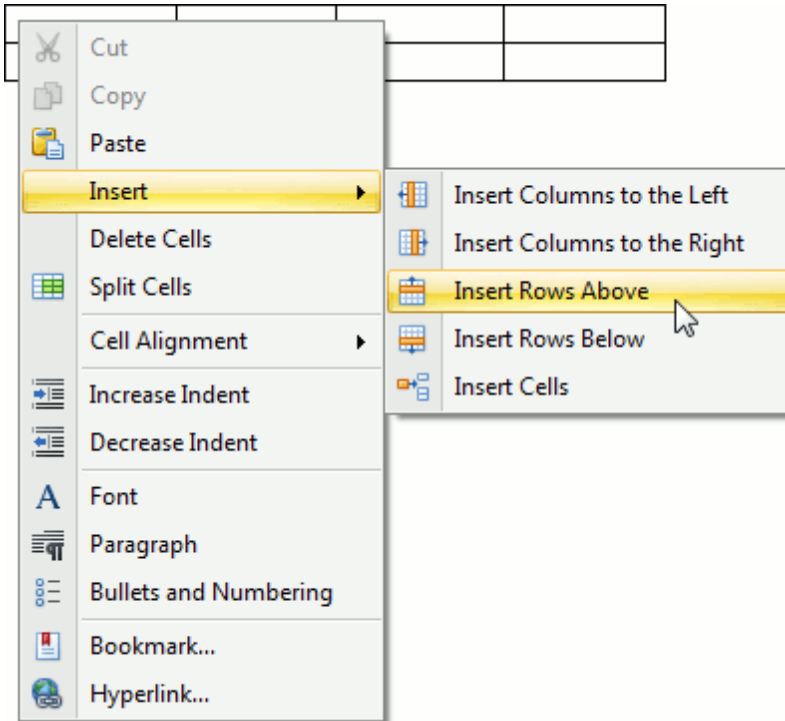 Cut
Copy
Paste
Insert
Delete Cells
Split Cells
Cell Alignment
Increase Indent
Decrease Indent
Font
Paragraph
Bullets and Numbering
Bookmark...
Hyperlink...
Insert Columns to the Left
Insert Columns to the Right
Insert Rows Above
Insert Rows Below
Insert Cells